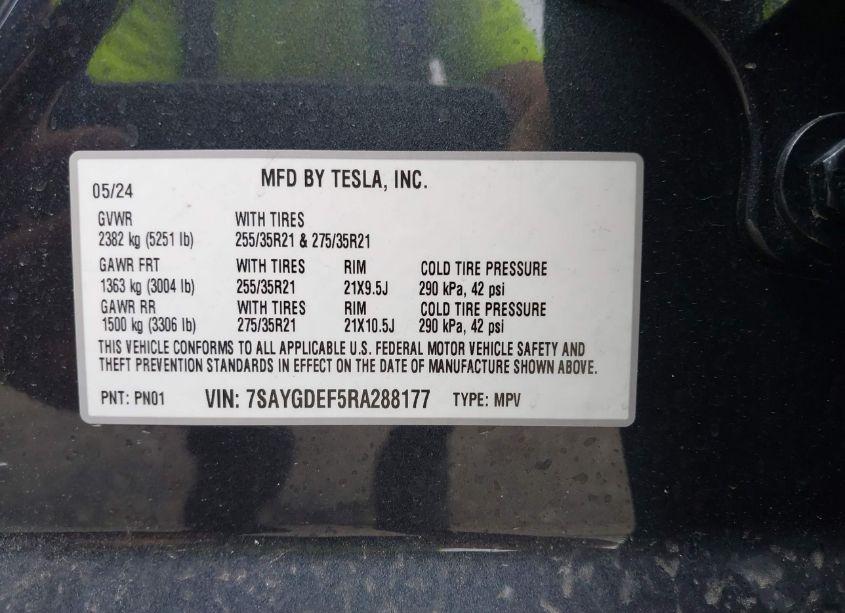 MFD BY TESLA, INC.
05/24
GVWR WITH TIRES
2382 kg (5251 lb) 255/35R21 & 275/35R21
GAWR FRT WITH TIRES RIM COLD TIRE PRESSURE
1363 kg (3004 lb) 255/35R21 21X9.5J 290 kPa, 42 psi
GAWR RR WITH TIRES RIM COLD TIRE PRESSURE
1500 kg (3306 lb) 275/35R21 21X10.5J 290 kPa, 42 psi
THIS VEHICLE CONFORMS TO ALL APPLICABLE U.S. FEDERAL MOTOR VEHICLE SAFETY AND
THEFT PREVENTION STANDARDS IN EFFECT ON THE DATE OF MANUFACTURE SHOWN ABOVE.
PNT: PN01 VIN: 7SAYGDEF5RA288177 TYPE: MPV